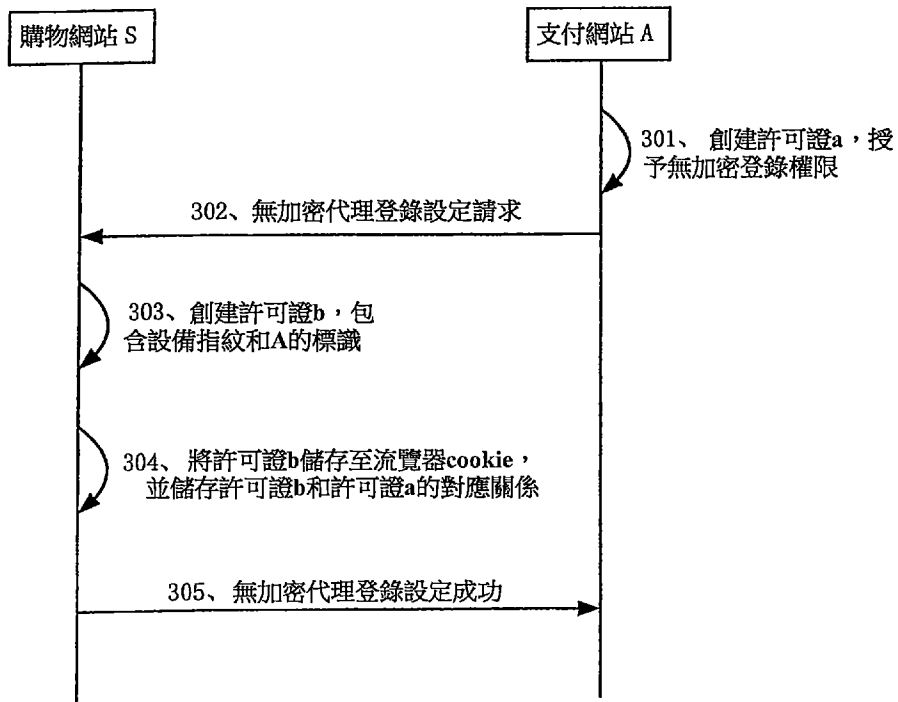 購物網站 S
支付網站 A
301、 創建許可證a，授
予無加密登錄權限
302、無加密代理登錄設定請求
303、創建許可證b，包
含設備指紋和A的標識
304、 將許可證b儲存至流覽器cookie，
並儲存許可證b和許可證a的對應關係
305、 無加密代理登錄設定成功